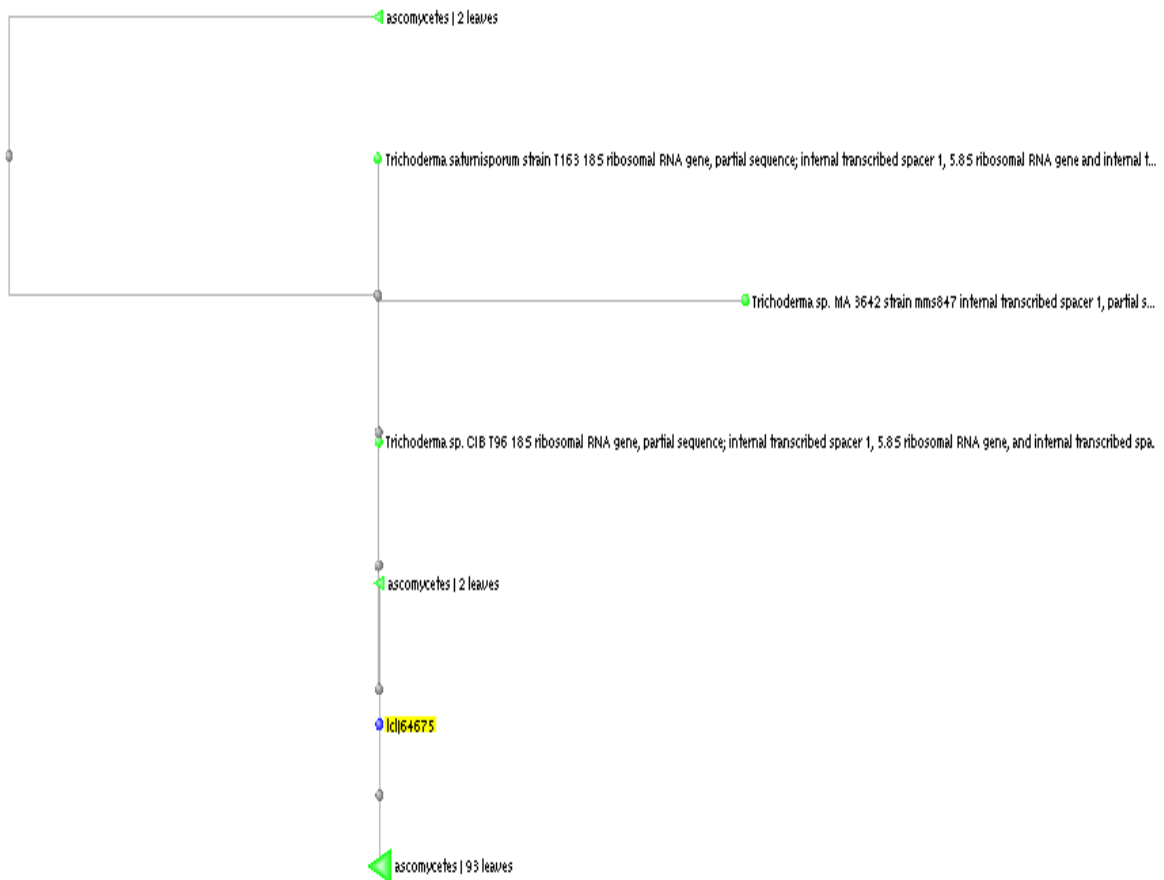 ascomycetes | 2 leaves
Trichoderma saturnisporum strain T163 18S ribosomal RNA gene, partial sequence; internal transcribed spacer 1, 5.8S ribosomal RNA gene and internal t...
Trichoderma sp. MA 3642 strain mms847 internal transcribed spacer 1, partial s...
Trichoderma sp. CIB T96 18S ribosomal RNA gene, partial sequence; internal transcribed spacer 1, 5.8S ribosomal RNA gene, and internal transcribed spa.
ascomycetes | 2 leaves
lcl|64675
ascomycetes | 93 leaves